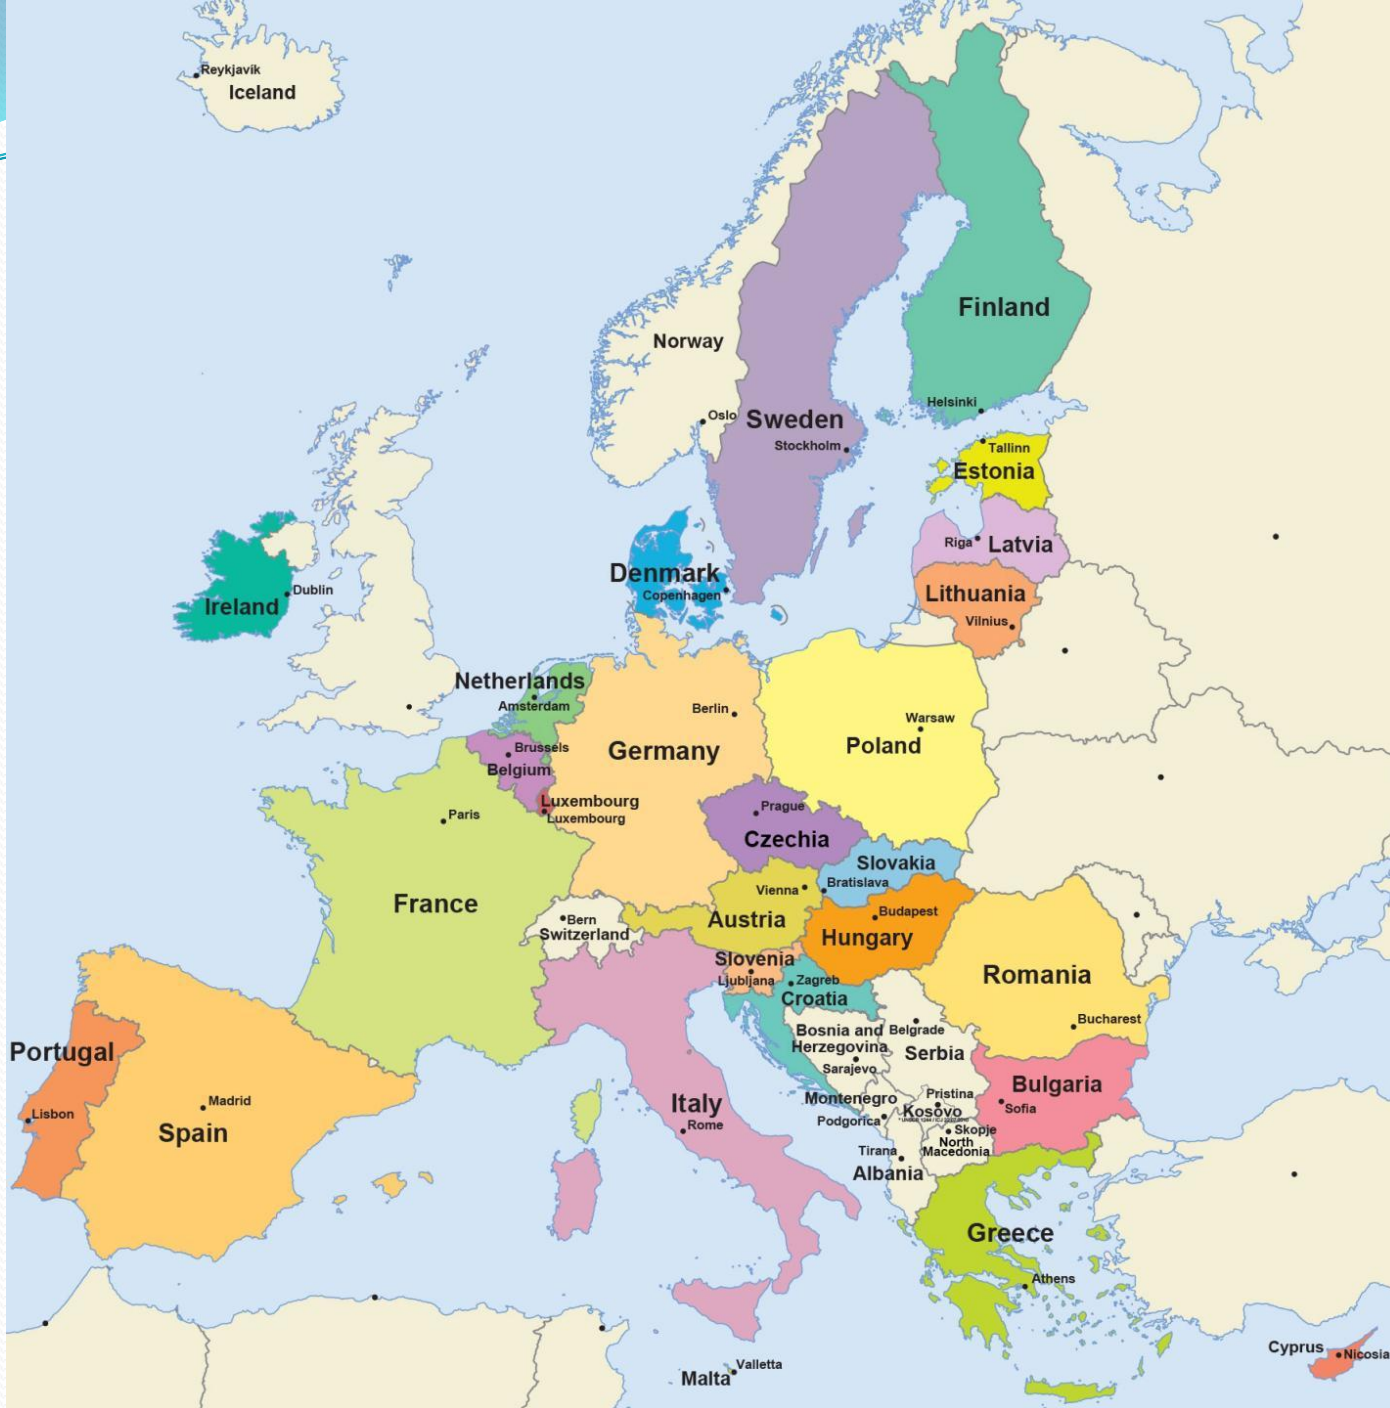 Reykjavík
Iceland
Finland
Norway
Helsinki
Oslo
Sweden
Stockholm
Tallinn
Estonia
Riga
Latvia
Denmark
Copenhagen
Dublin
Ireland
Lithuania
Vilnius
Netherlands
Amsterdam
Berlin
Warsaw
Poland
Germany
Brussels
Belgium
Luxembourg
Luxembourg
Paris
Prague
Czechia
Slovakia
Bratislava
Vienna
France
Bern
Switzerland
Austria
Budapest
Hungary
Slovenia
Ljubljana
Zagreb
Croatia
Romania
Bucharest
Bosnia and
Herzegovina
Sarajevo
Belgrade
Serbia
Portugal
Lisbon
Madrid
Spain
Italy
Rome
Montenegro
Podgorica
Pristina
Kosovo
Bulgaria
Sofia
Skopje
North
Macedonia
Tirana
Albania
Greece
Athens
Valletta
Malta
Cyprus
Nicosia